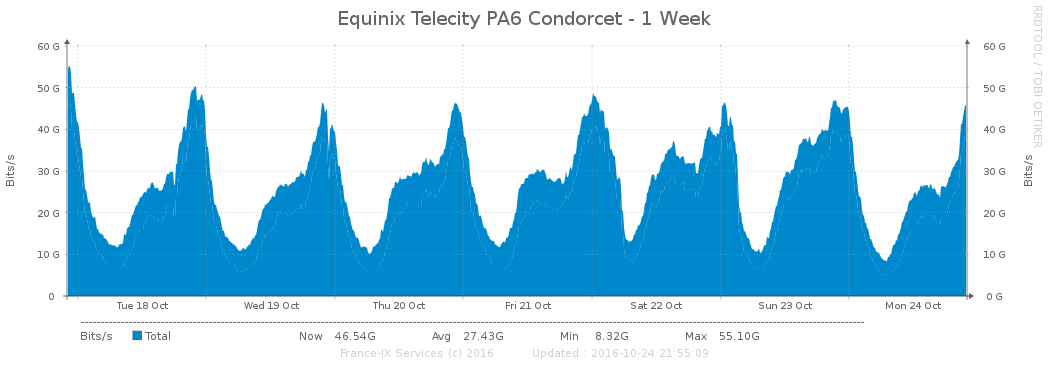 Equinix Telecity PA6 Condorcet - 1 Week
RRDTOOL / TOBI OETIKER
Bits/s
Bits/s
60 G 60 G
50 G 50 G
40 G 40 G
30 G 30 G
20 G 20 G
10 G 10 G
0 0 G
Tue 18 Oct Wed 19 Oct Thu 20 Oct Fri 21 Oct Sat 22 Oct Sun 23 Oct Mon 24 Oct
Bits/s Total Now 46.54G Avg 27.43G Min 8.32G Max 55.10G
France-IX Services (c) 2016 Updated : 2016-10-24 21:55:09